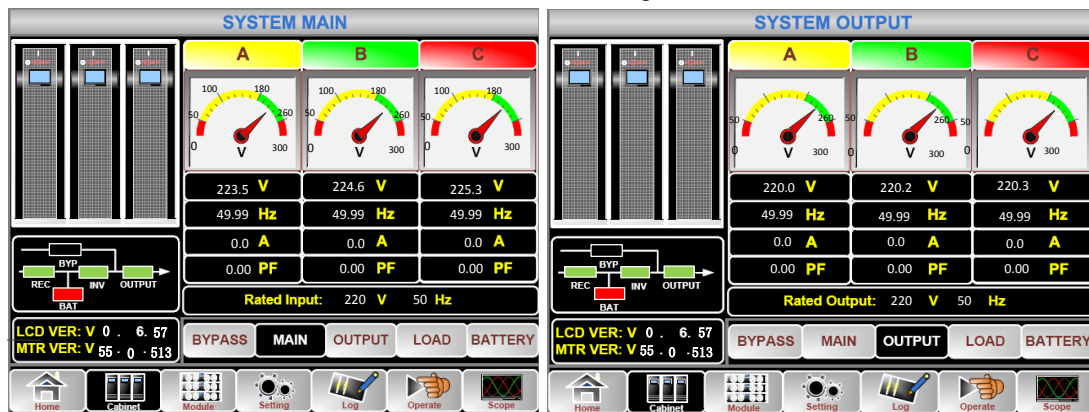 SYSTEM MAIN
A B C
100 180 100 180 100 180
50 260 50 260 50 260
0 V 300 0 V 300 0 V 300
223.5 V 224.6 V 225.3 V
49.99 Hz 49.99 Hz 49.99 Hz
0.0 A 0.0 A 0.0 A
0.00 PF 0.00 PF 0.00 PF
BYP
REC INV OUTPUT
BAT
Rated Input: 220 V 50 Hz
LCD VER: V 0 . 6. 57
MTR VER: V 55 . 0 . 513
BYPASS MAIN OUTPUT LOAD BATTERY
Home Cabinet Module Setting Log Operate Scope
SYSTEM OUTPUT
A B C
50 260 50 260 50
0 V 300 0 V 300 0 V 300
220.0 V 220.2 V 220.3 V
49.99 Hz 49.99 Hz 49.99 Hz
0.0 A 0.0 A 0.0 A
0.00 PF 0.00 PF 0.00 PF
BYP
REC INV OUTPUT
BAT
Rated Output: 220 V 50 Hz
LCD VER: V 0 . 6. 57
MTR VER: V 55 . 0 . 513
BYPASS MAIN OUTPUT LOAD BATTERY
Home Cabinet Module Setting Log Operate Scope